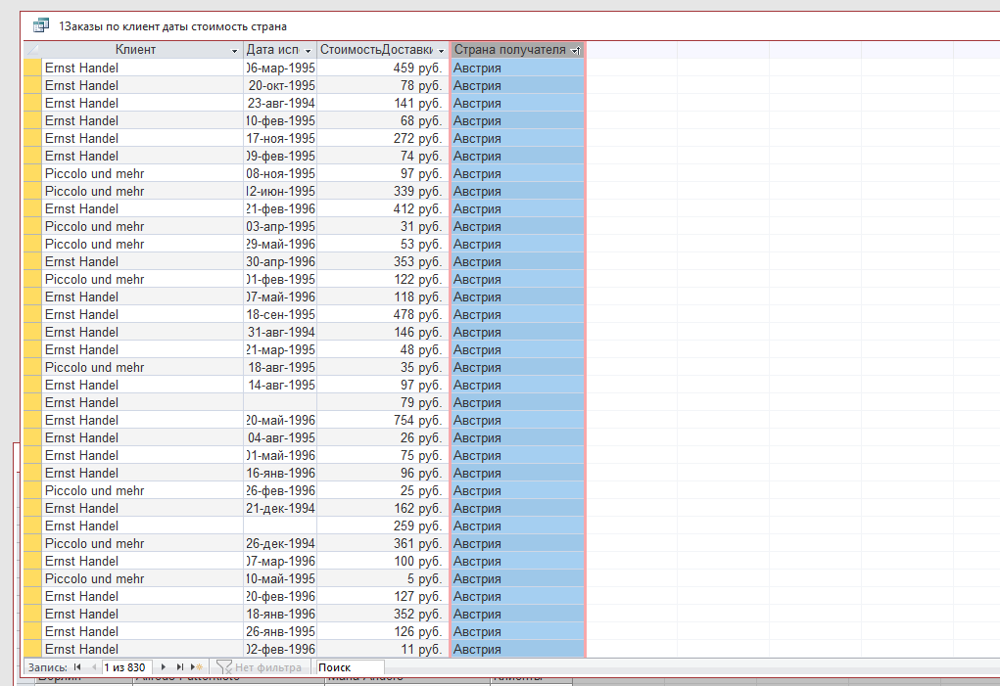 1Заказы по клиент даты стоимость страна
Клиент Дата исп СтоимостьДоставки Страна получателя
Ernst Handel 06-мар-1995 459 руб. Австрия
Ernst Handel 20-окт-1995 78 руб. Австрия
Ernst Handel 23-авг-1994 141 руб. Австрия
Ernst Handel 10-фев-1995 68 руб. Австрия
Ernst Handel 17-ноя-1995 272 руб. Австрия
Ernst Handel 09-фев-1995 74 руб. Австрия
Piccolo und mehr 08-ноя-1995 97 руб. Австрия
Piccolo und mehr 12-июн-1995 339 руб. Австрия
Ernst Handel 21-фев-1996 412 руб. Австрия
Piccolo und mehr 03-апр-1995 31 руб. Австрия
Piccolo und mehr 29-май-1996 53 руб. Австрия
Ernst Handel 30-апр-1996 353 руб. Австрия
Piccolo und mehr 01-фев-1995 122 руб. Австрия
Ernst Handel 07-май-1996 118 руб. Австрия
Ernst Handel 18-сен-1995 478 руб. Австрия
Ernst Handel 31-авг-1994 146 руб. Австрия
Ernst Handel 21-мар-1995 48 руб. Австрия
Piccolo und mehr 18-авг-1995 35 руб. Австрия
Ernst Handel 14-авг-1995 97 руб. Австрия
Ernst Handel 79 руб. Австрия
Ernst Handel 20-май-1996 754 руб. Австрия
Ernst Handel 04-авг-1995 26 руб. Австрия
Ernst Handel 01-май-1996 75 руб. Австрия
Ernst Handel 16-янв-1996 96 руб. Австрия
Piccolo und mehr 26-фев-1996 25 руб. Австрия
Ernst Handel 21-дек-1994 162 руб. Австрия
Ernst Handel 259 руб. Австрия
Piccolo und mehr 26-дек-1994 361 руб. Австрия
Ernst Handel 07-мар-1996 100 руб. Австрия
Piccolo und mehr 10-май-1995 5 руб. Австрия
Ernst Handel 20-фев-1996 127 руб. Австрия
Ernst Handel 18-янв-1996 352 руб. Австрия
Ernst Handel 26-янв-1995 126 руб. Австрия
Ernst Handel 02-фев-1996 11 руб. Австрия
Запись: 1 из 830 Нет фильтра Поиск